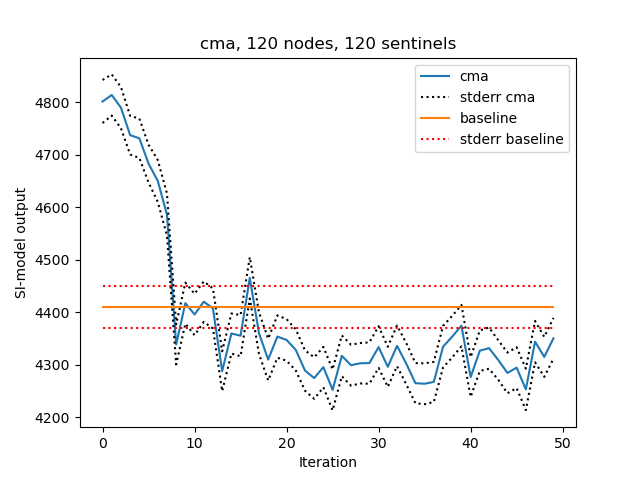 cma, 120 nodes, 120 sentinels
cma
stderr cma
baseline
stderr baseline
SI-model output
4800
4700
4600
4500
4400
4300
4200
0 10 20 30 40 50
Iteration